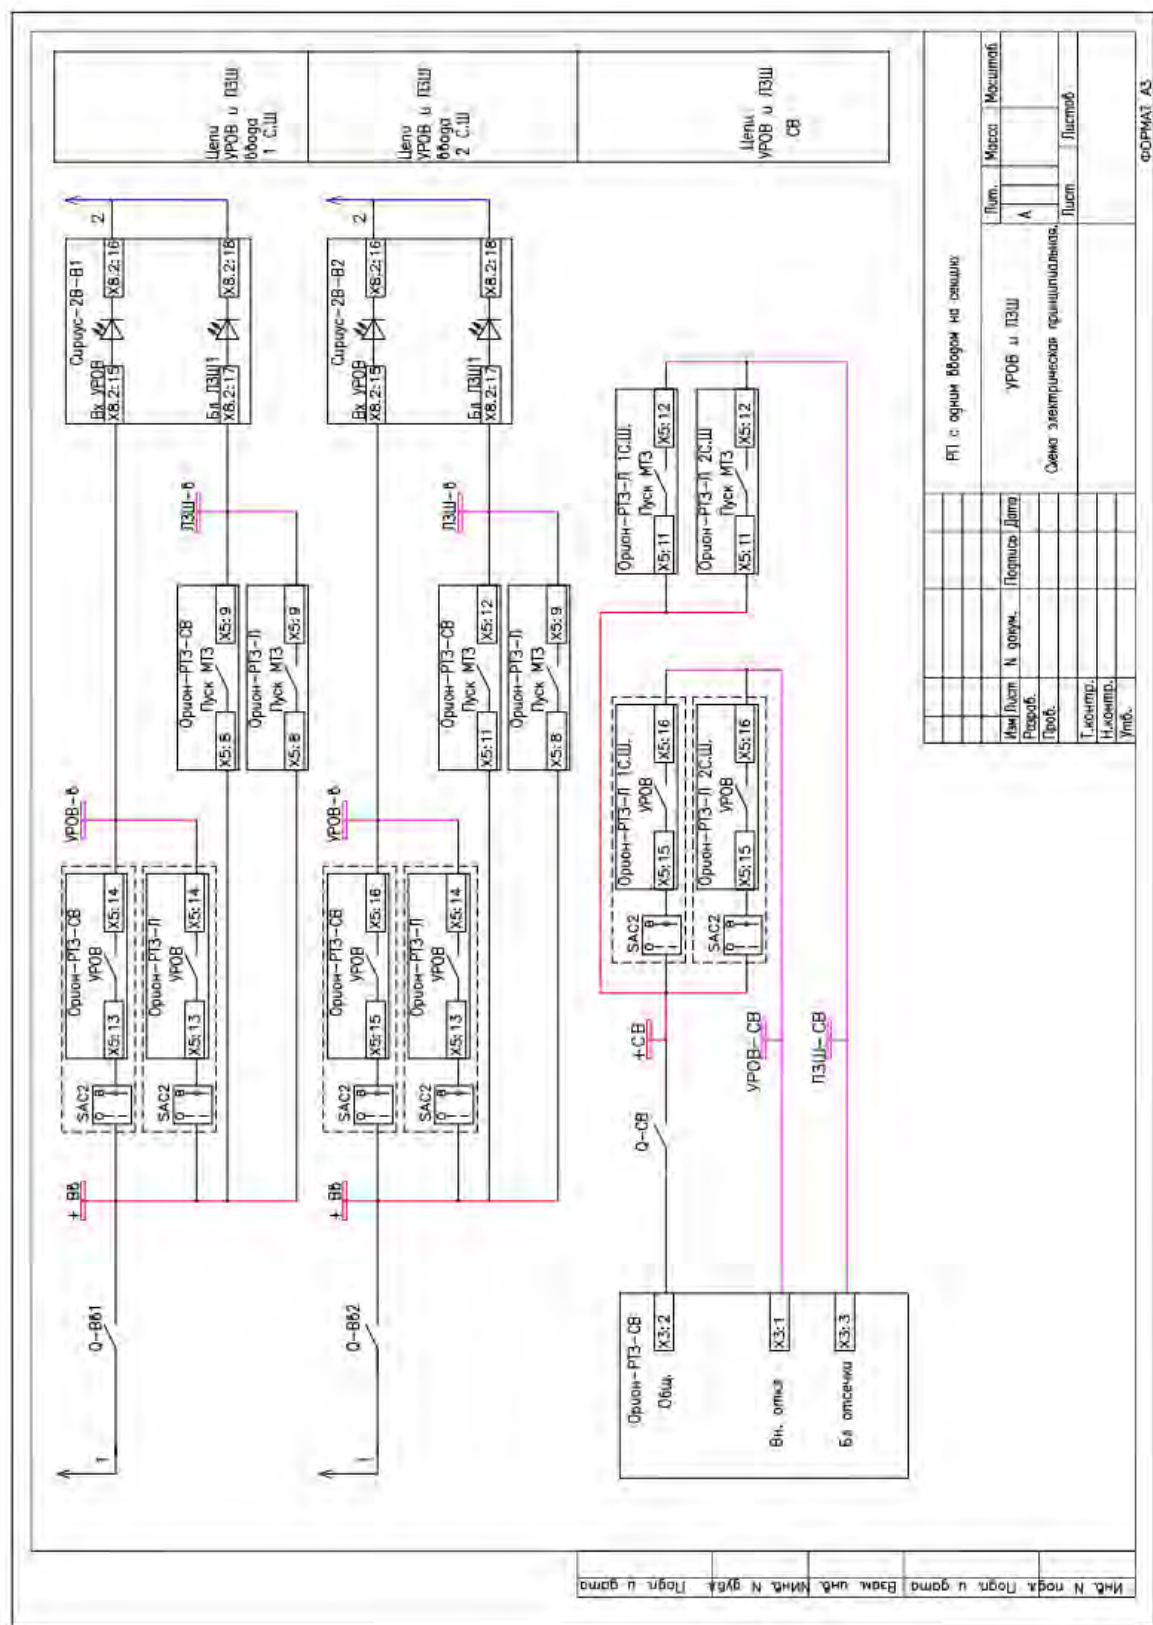 Цепи
УРОВ и ЛЗШ
ввода
1 С.Ш
2
Сириус-2В-В1
Вх УРОВ
X8.2:15
X8.2:16
Бл ЛЗШ1
X8.2:17
X8.2:18
ЛЗШ-в
Орион-РТЗ-СВ
Пуск МТЗ
X5:8
X5:9
Орион-РТЗ-Л
Пуск МТЗ
X5:8
X5:9
УРОВ-в
Орион-РТЗ-СВ
УРОВ
SAC2
О В
X5:13
X5:14
Орион-РТЗ-Л
УРОВ
SAC2
О В
X5:13
X5:14
+ Вв
Q-Вв1
1
Цепи
УРОВ и ЛЗШ
ввода
2 С.Ш
2
Сириус-2В-В2
Вх УРОВ
X8.2:15
X8.2:16
Бл ЛЗШ1
X8.2:17
X8.2:18
ЛЗШ-в
Орион-РТЗ-СВ
Пуск МТЗ
X5:11
X5:12
Орион-РТЗ-Л
Пуск МТЗ
X5:8
X5:9
УРОВ-в
Орион-РТЗ-СВ
УРОВ
SAC2
О В
X5:15
X5:16
Орион-РТЗ-Л
УРОВ
SAC2
О В
X5:13
X5:14
+ Вв
Q-Вв2
1
Цепи
УРОВ и ЛЗШ
СВ
Орион-РТЗ-Л 1С.Ш.
Пуск МТЗ
X5:11
X5:12
Орион-РТЗ-Л 2С.Ш
Пуск МТЗ
X5:11
X5:12
Орион-РТЗ-Л 1С.Ш.
УРОВ
SAC2
О В
X5:15
X5:16
Орион-РТЗ-Л 2С.Ш.
УРОВ
SAC2
О В
X5:15
X5:16
+СВ
УРОВ-СВ
ЛЗШ-СВ
Q-СВ
Орион-РТЗ-СВ
Общ.
X3:2
Вн. откл
X3:1
Бл отсечки
X3:3
РП с одним вводом на секцию
УРОВ и ЛЗШ
Схема электрическая принципиальная.
Лит. Масса Масштаб
А
Лист Листов
Изм Лист N докум. Подпись Дата
Разраб.
Проб.
Т.контр.
Н.контр.
Утв.
ФОРМАТ А3
Инв. N подл Подп. и дата Взам. инв. NИнв. N дубл. Подп. и дата